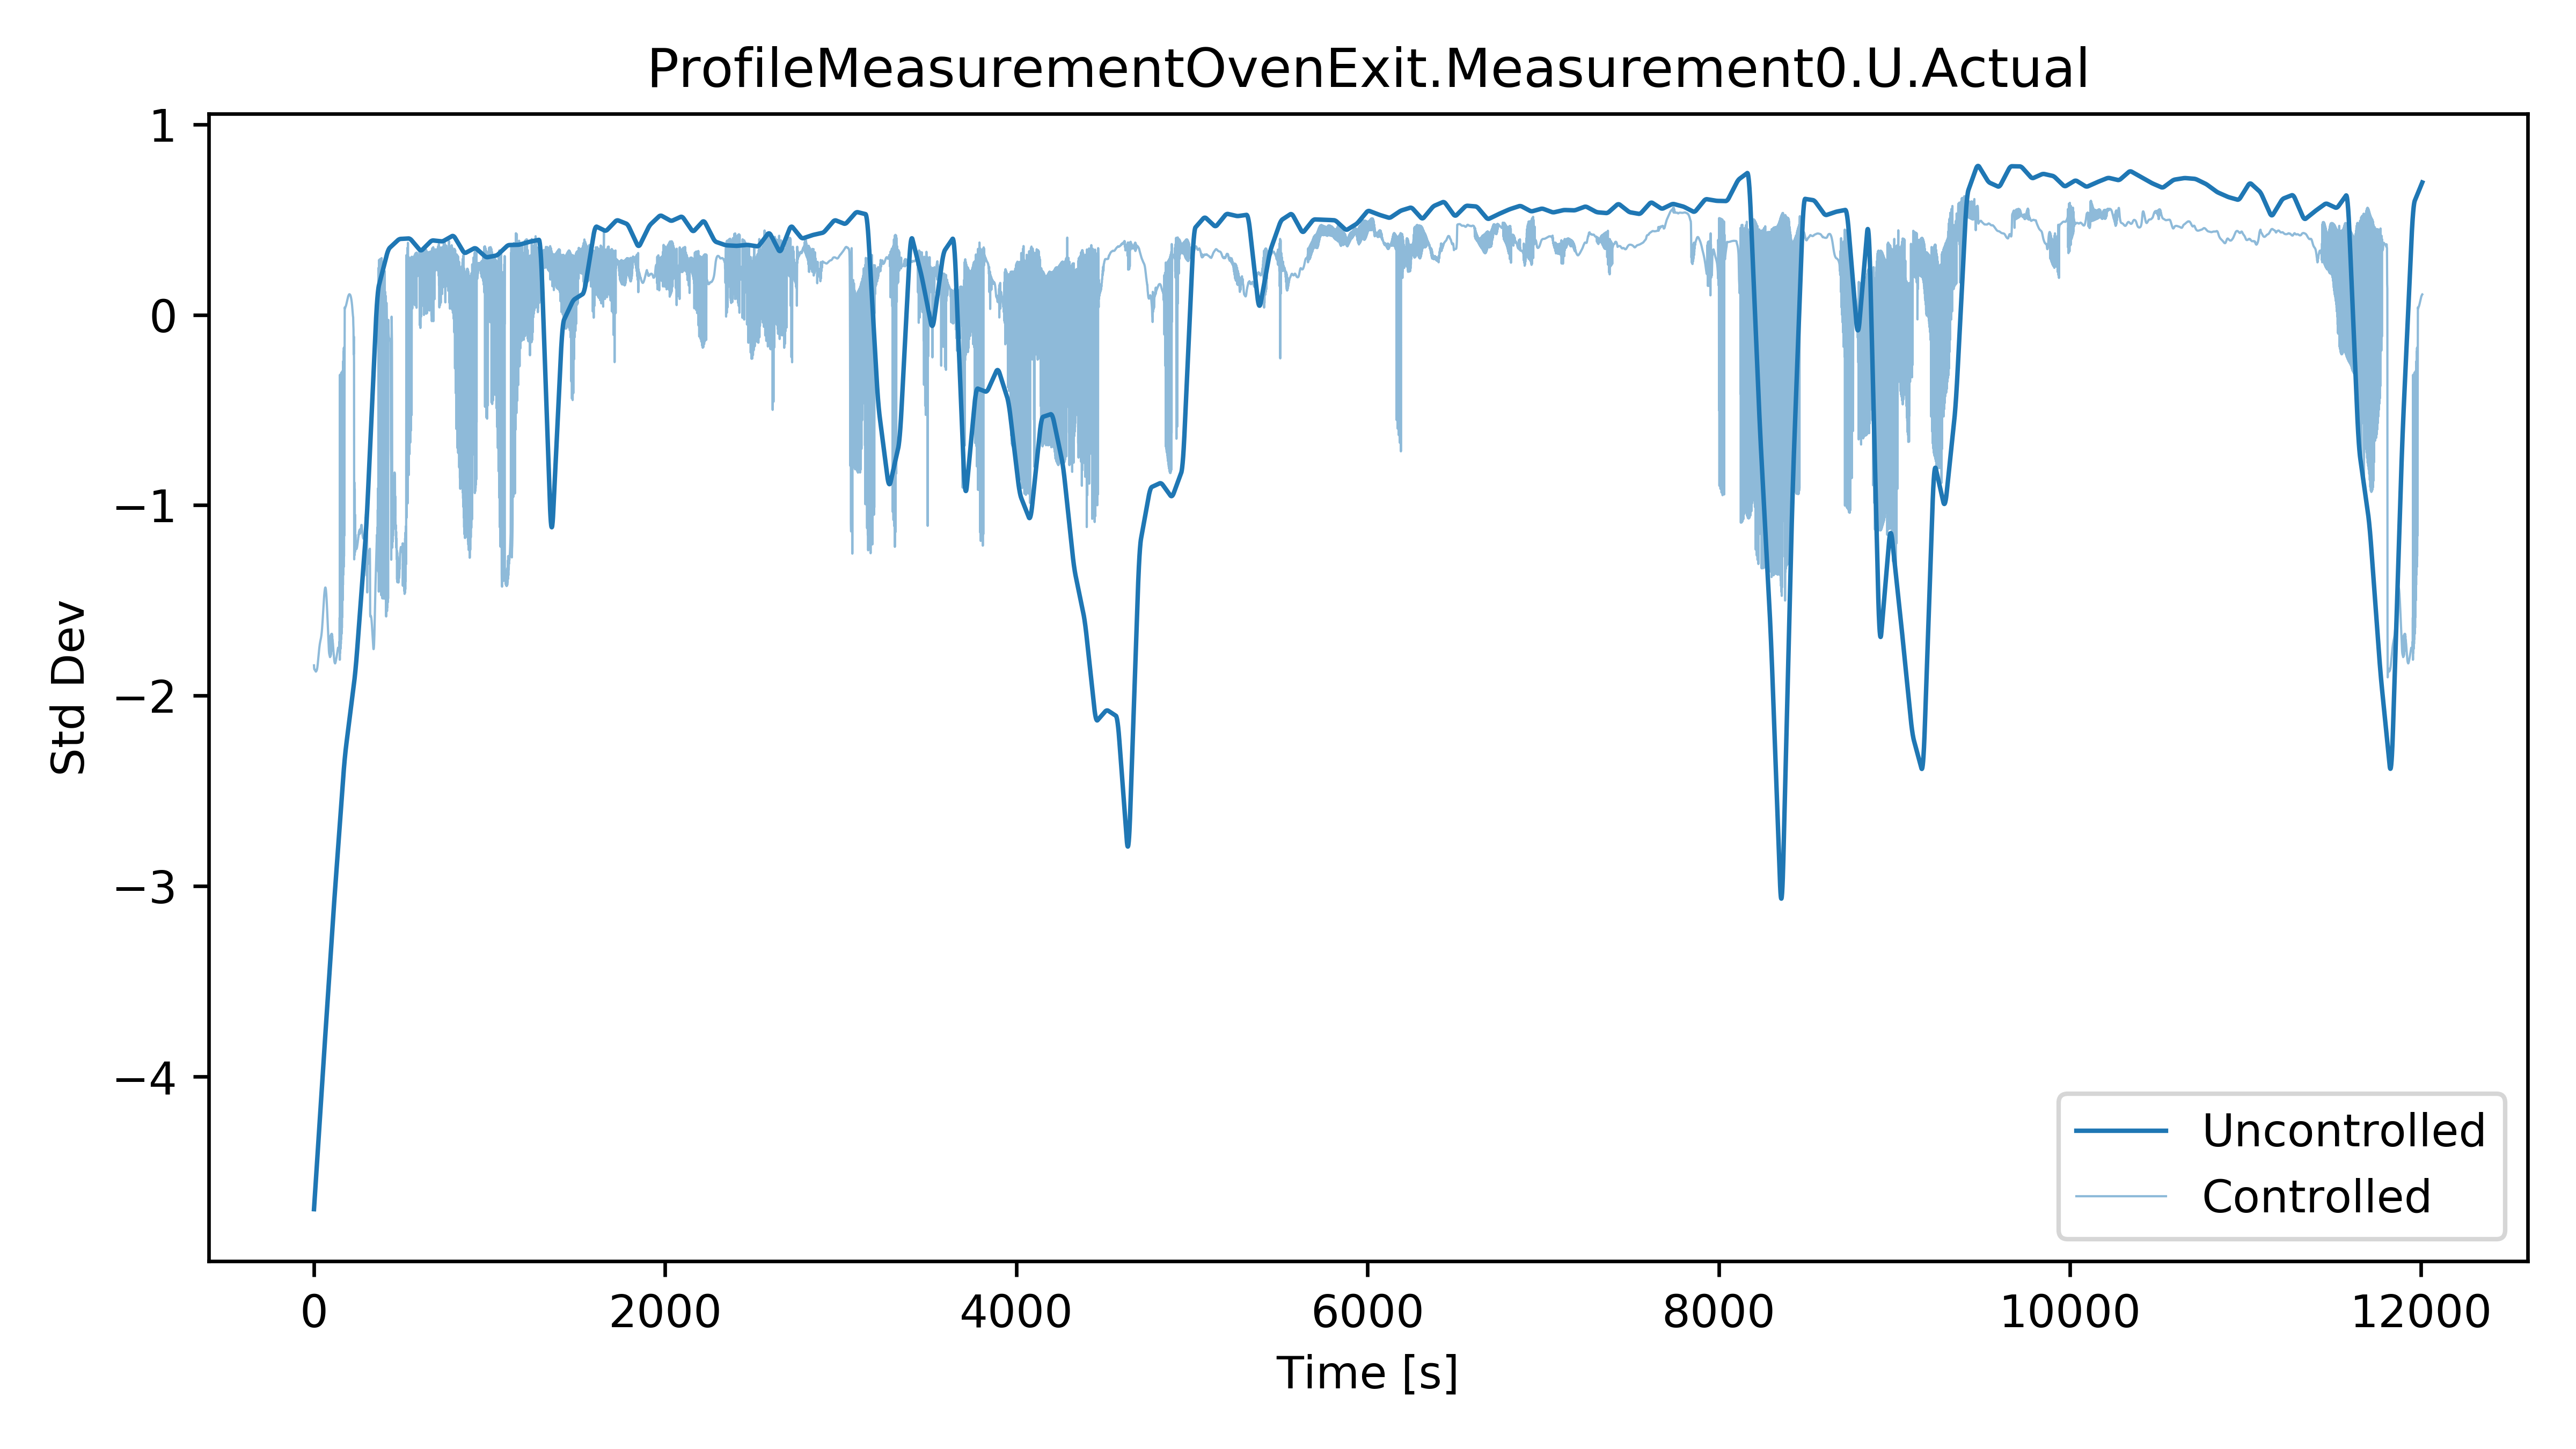 ProfileMeasurementOvenExit.Measurement0.U.Actual
1
0
−1
−2
−3
−4
Std Dev
0 2000 4000 6000 8000 10000 12000
Time [s]
Uncontrolled
Controlled